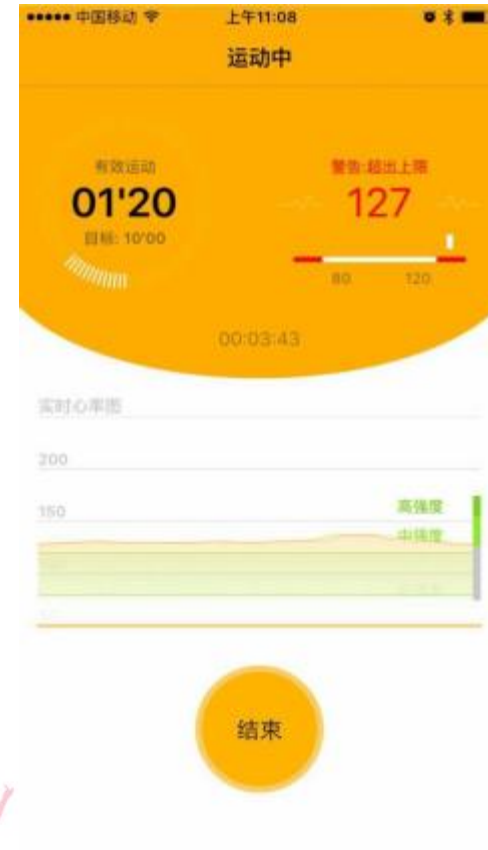 中国移动 上午11:08
运动中
有效运动
01'20
目标: 10'00
警告:超出上限
127
80 120
00:03:43
实时心率图
200
150
高强度
中强度
结束